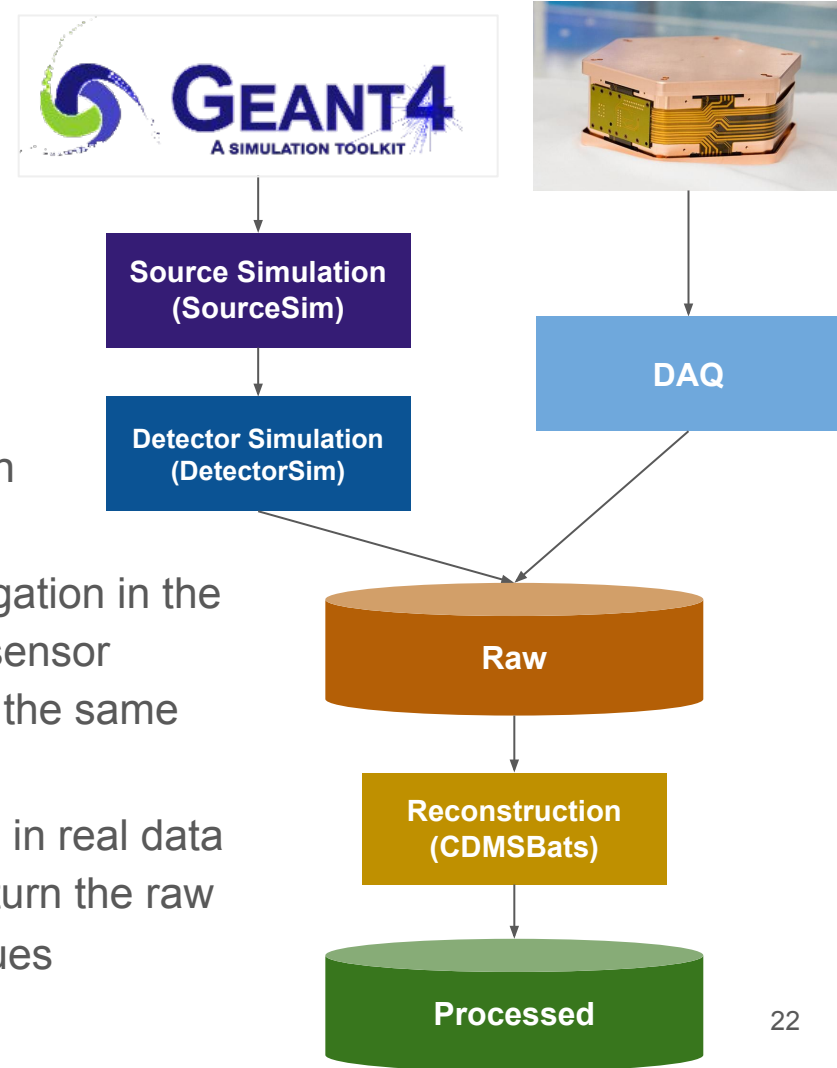 GEANT4
A SIMULATION TOOLKIT
Source Simulation
(SourceSim)
DAQ
Detector Simulation
(DetectorSim)
gation in the
sensor
the same
in real data
turn the raw
ues
Raw
Reconstruction
(CDMSBats)
Processed
22